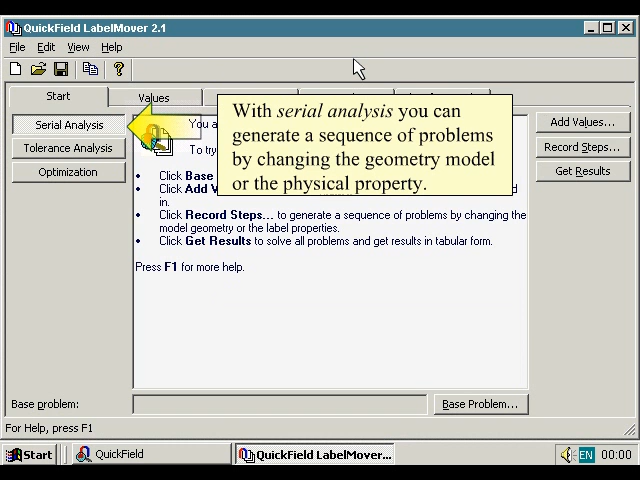 QuickField LabelMover 2.1
File Edit View Help
Start
Values
Serial Analysis
Tolerance Analysis
Optimization
With serial analysis you can
generate a sequence of problems
by changing the geometry model
or the physical property.
You a
To try
Click Base
Click Add V
d
in.
Click Record Steps... to generate a sequence of problems by changing the
model geometry or the label properties.
Click Get Results to solve all problems and get results in tabular form.
Press F1 for more help.
Add Values...
Record Steps...
Get Results
Base problem:
Base Problem...
For Help, press F1
Start
QuickField
QuickField LabelMover...
EN
00:00